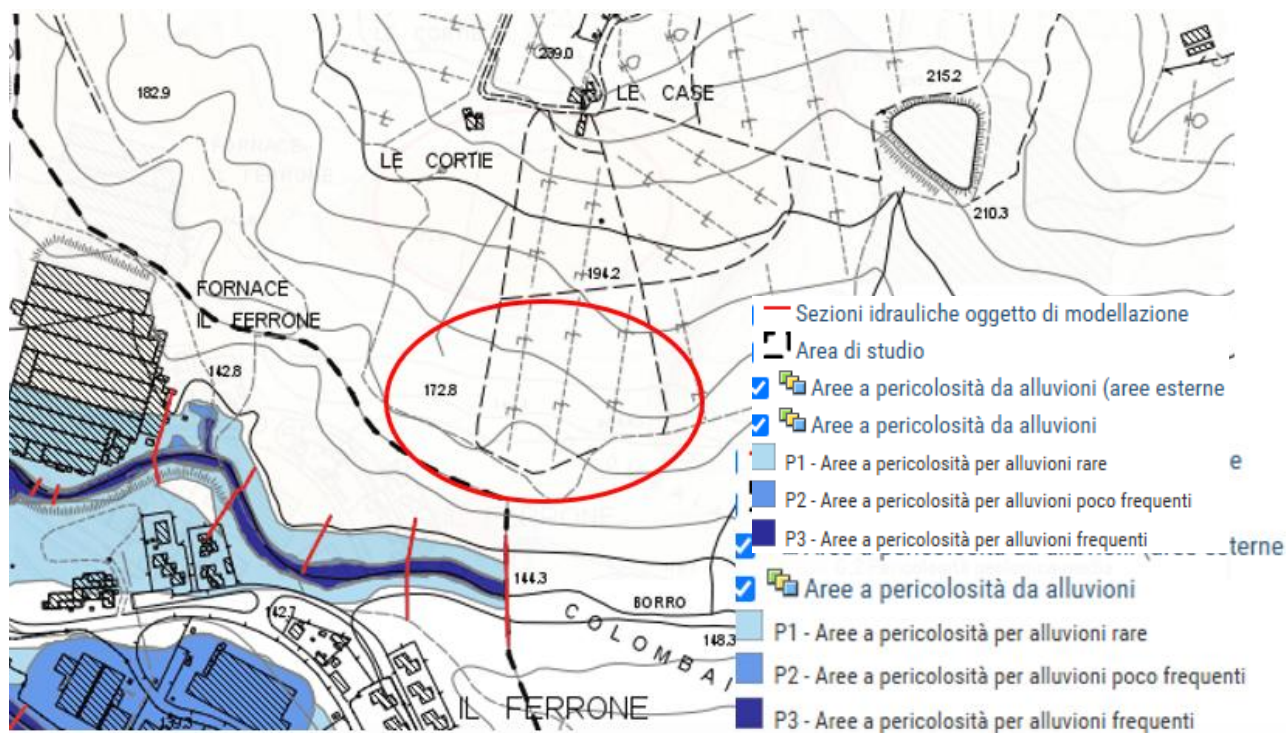 239.0
182.9
LE CASE
215.2
LE CORTIE
210.3
194.2
FORNACE
IL FERRONE
142.8
172.8
144.3
BORRO
COLOMBAI
142.7
148.3
IL FERRONE
139.3
Sezioni idrauliche oggetto di modellazione
Area di studio
Aree a pericolosità da alluvioni (aree esterne
Aree a pericolosità da alluvioni
P1 - Aree a pericolosità per alluvioni rare
e
P2 - Aree a pericolosità per alluvioni poco frequenti
P3 - Aree a pericolosità per alluvioni frequenti
terne
Aree a pericolosità da alluvioni
P1 - Aree a pericolosità per alluvioni rare
P2 - Aree a pericolosità per alluvioni poco frequenti
P3 - Aree a pericolosità per alluvioni frequenti